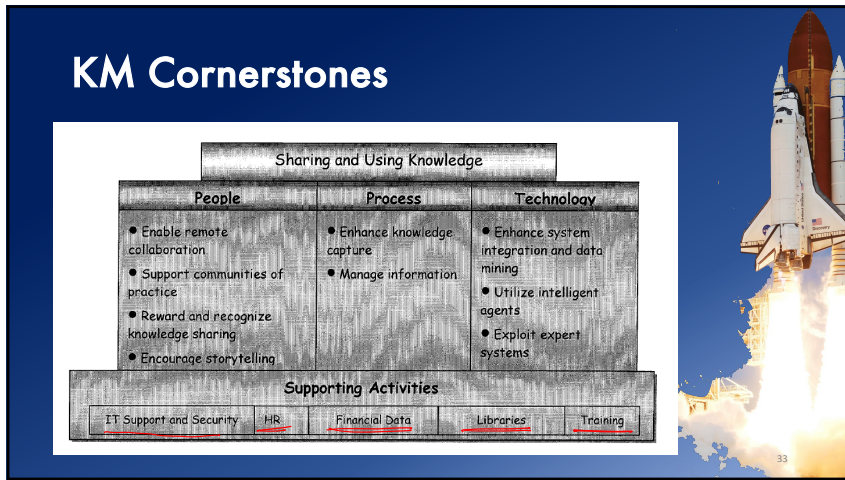 KM Cornerstones
Sharing and Using Knowledge
People
Process
Technology
• Enable remote
collaboration
• Support communities of
practice
• Reward and recognize
knowledge sharing
• Encourage storytelling
• Enhance knowledge
capture
• Manage information
• Enhance system
integration and data
mining
• Utilize intelligent
agents
• Exploit expert
systems
Supporting Activities
IT Support and Security
HR
Financial Data
Libraries
Training
33